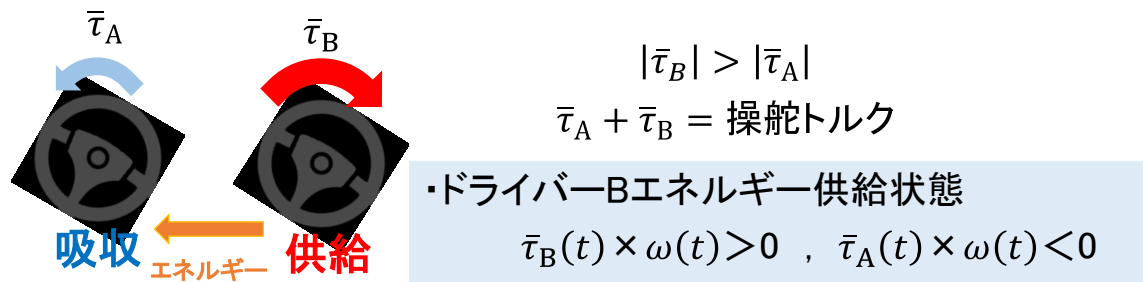 τ̄A
τ̄B
吸収
エネルギー
供給
|τ̄B| > |τ̄A|
τ̄A + τ̄B = 操舵トルク
・ドライバーBエネルギー供給状態
τ̄B(t) × ω(t)>0 , τ̄A(t) × ω(t)<0